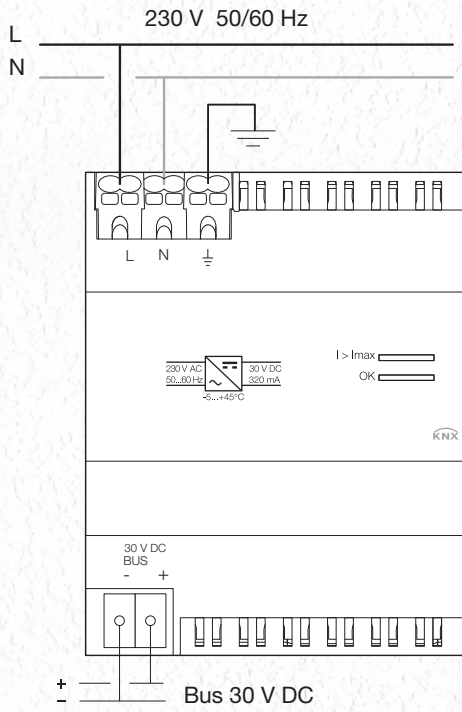 230 V 50/60 Hz
L
N
L N
230 V AC
50...60 Hz
30 V DC
320 mA
-5...+45°C
I > Imax
OK
KNX
30 V DC
BUS
- +
+
–
Bus 30 V DC